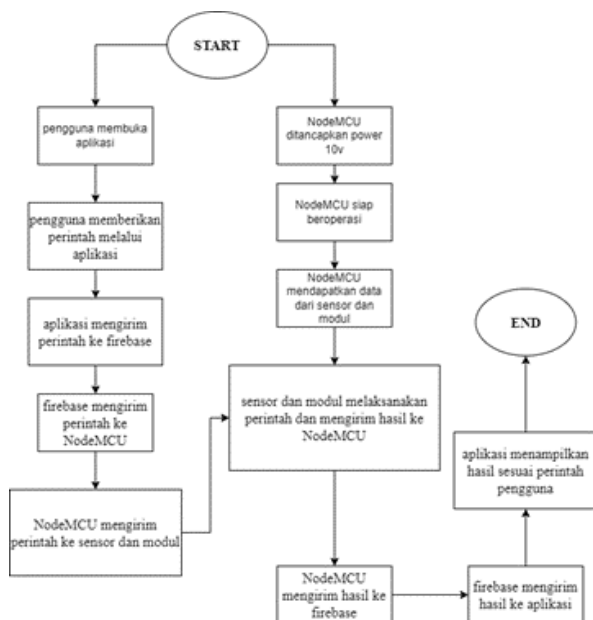 START
pengguna membuka
aplikasi
pengguna memberikan
perintah melalui
aplikasi
aplikasi mengirim
perintah ke firebase
firebase mengirim
perintah ke
NodeMCU
NodeMCU mengirim
perintah ke sensor dan modul
NodeMCU
ditancapkan power
10v
NodeMCU siap
beroperasi
NodeMCU
mendapatkan data
dari sensor dan
modul
sensor dan modul melaksanakan
perintah dan mengirim hasil ke
NodeMCU
NodeMCU
mengirim hasil ke
firebase
firebase mengirim
hasil ke aplikasi
aplikasi menampilkan
hasil sesuai perintah
pengguna
END